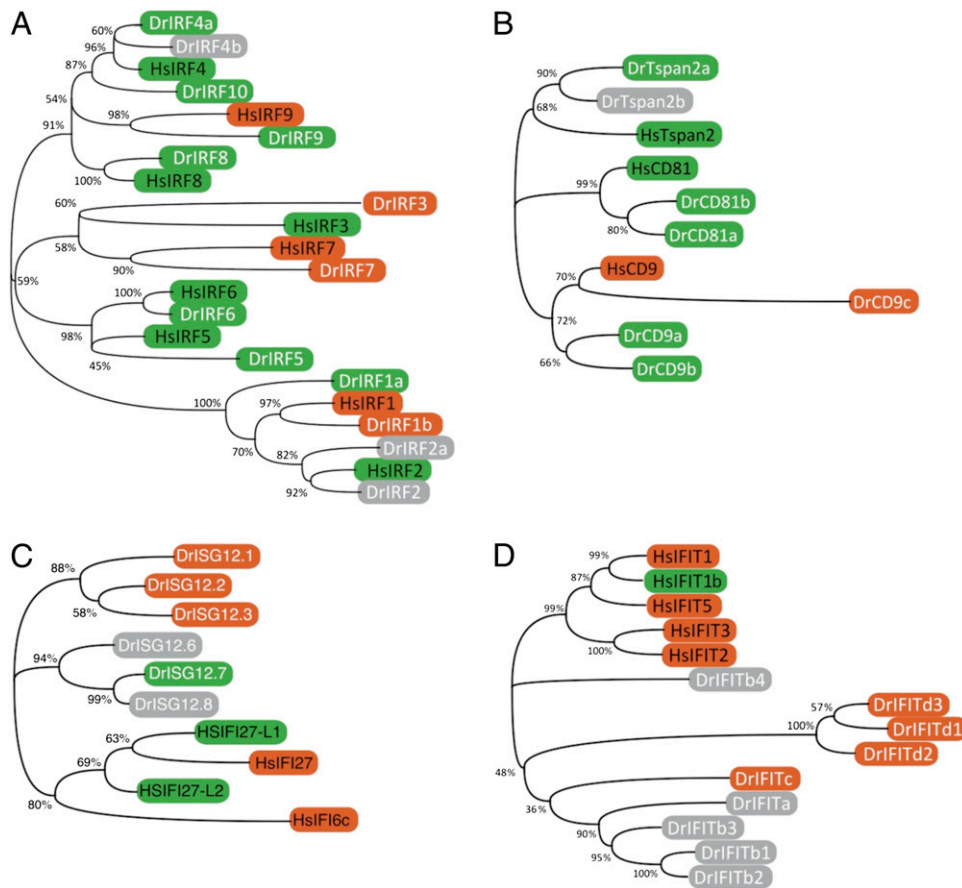 A
60%
DrIRF4a
96%
DrIRF4b
87%
HsIRF4
DrIRF10
54%
98%
HsIRF9
91%
DrIRF9
DrIRF8
100%
HsIRF8
60%
DrIRF3
HsIRF3
58%
HsIRF7
90%
DrIRF7
59%
100%
HsIRF6
DrIRF6
98%
HsIRF5
45%
DrIRF5
DrIRF1a
100%
97%
HsIRF1
DrIRF1b
70%
82%
DrIRF2a
HsIRF2
92%
DrIRF2
B
90%
DrTspan2a
68%
DrTspan2b
HsTspan2
HsCD81
99%
DrCD81b
80%
DrCD81a
70%
HsCD9
DrCD9c
72%
DrCD9a
66%
DrCD9b
C
88%
DrISG12.1
DrISG12.2
58%
DrISG12.3
DrISG12.6
94%
DrISG12.7
99%
DrISG12.8
HSIFI27-L1
63%
HsIFI27
69%
HSIFI27-L2
80%
HsIFI6c
D
99%
HsIFIT1
87%
HsIFIT1b
99%
HsIFIT5
HsIFIT3
100%
HsIFIT2
DrIFITb4
57%
DrIFITd3
100%
DrIFITd1
DrIFITd2
48%
DrIFITc
36%
DrIFITa
90%
DrIFITb3
95%
DrIFITb1
100%
DrIFITb2